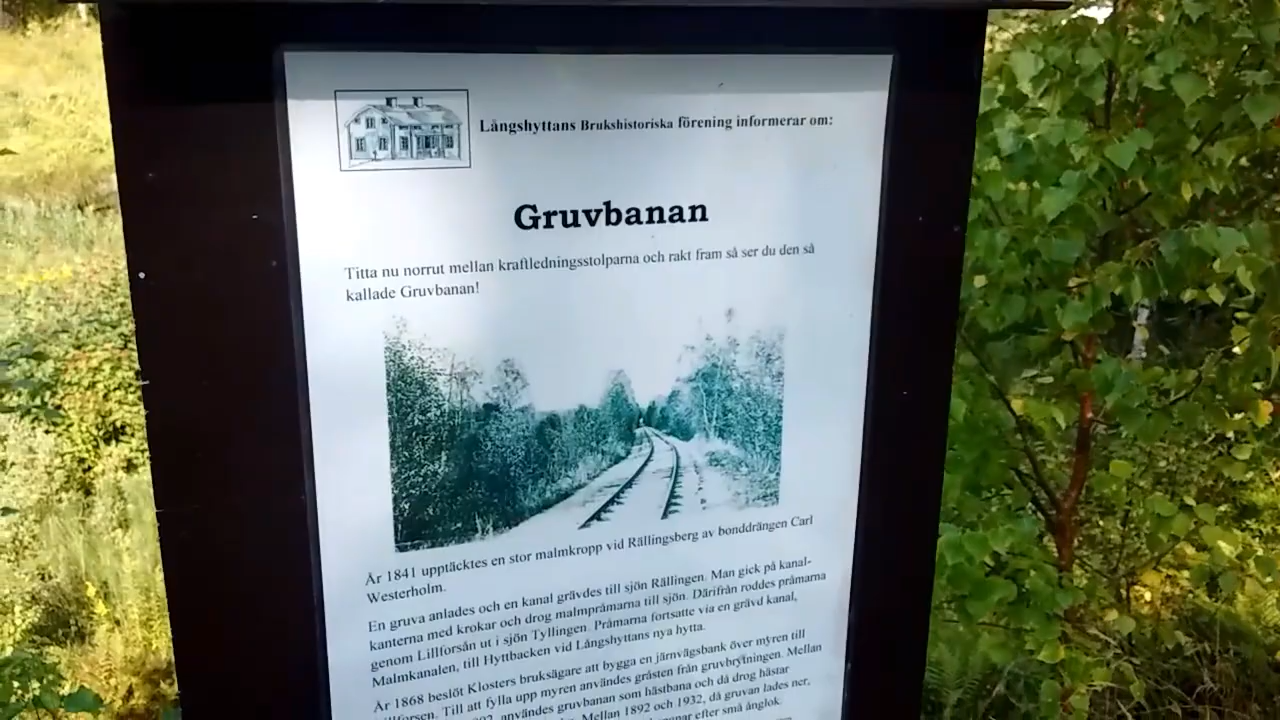 Långshyttans Brukshistoriska förening informerar om:
Gruvbanan
Titta nu norrut mellan kraftledningsstolparna och rakt fram så ser du den så
kallade Gruvbanan!
År 1841 upptäcktes en stor malmkropp vid Rällingsberg av bonddrängen Carl
Westerholm.
En gruva anlades och en kanal grävdes till sjön Rällingen. Man gick på kanal-
kanterna med krokar och drog malmpråmarna till sjön. Därifrån roddes pråmarna
genom Lillforsån ut i sjön Tyllingen. Pråmarna fortsatte via en grävd kanal,
Malmkanalen, till Hyttbacken vid Långshyttans nya hytta.
År 1868 beslöt Klosters bruksägare att bygga en järnvägsbank över myren till
Till att fylla upp myren användes gråsten från gruvbrytningen. Mellan
användes gruvbanan som hästbana och då drog hästar
Mellan 1892 och 1932, då gruvan lades ner,
efter små ånglok